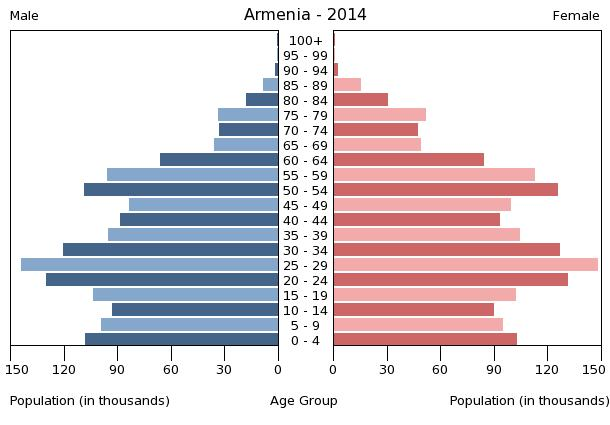 Male Armenia - 2014 Female
100+
95 - 99
90 - 94
85 - 89
80 - 84
75 - 79
70 - 74
65 - 69
60 - 64
55 - 59
50 - 54
45 - 49
40 - 44
35 - 39
30 - 34
25 - 29
20 - 24
15 - 19
10 - 14
5 - 9
0 - 4
150 120 90 60 30 0 0 30 60 90 120 150
Population (in thousands) Age Group Population (in thousands)